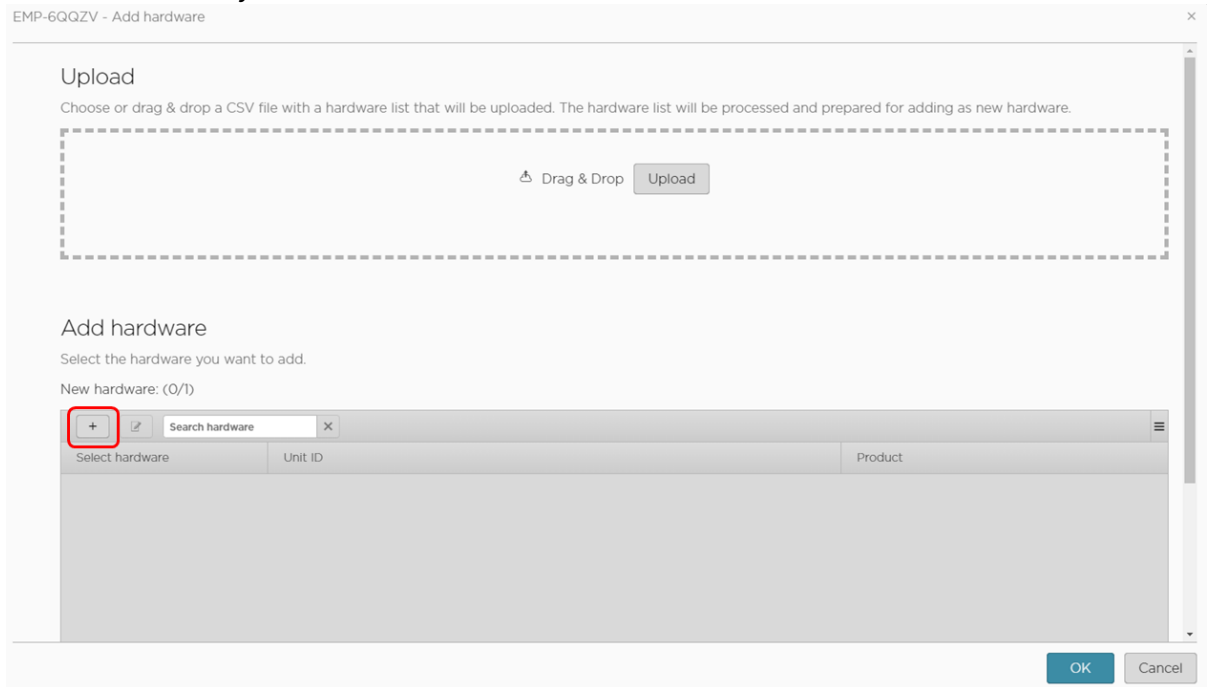 EMP-6QQZV - Add hardware
Upload
Choose or drag & drop a CSV file with a hardware list that will be uploaded. The hardware list will be processed and prepared for adding as new hardware.
Drag & Drop Upload
Add hardware
Select the hardware you want to add.
New hardware: (0/1)
+ Search hardware ×
Select hardware Unit ID Product
OK Cancel